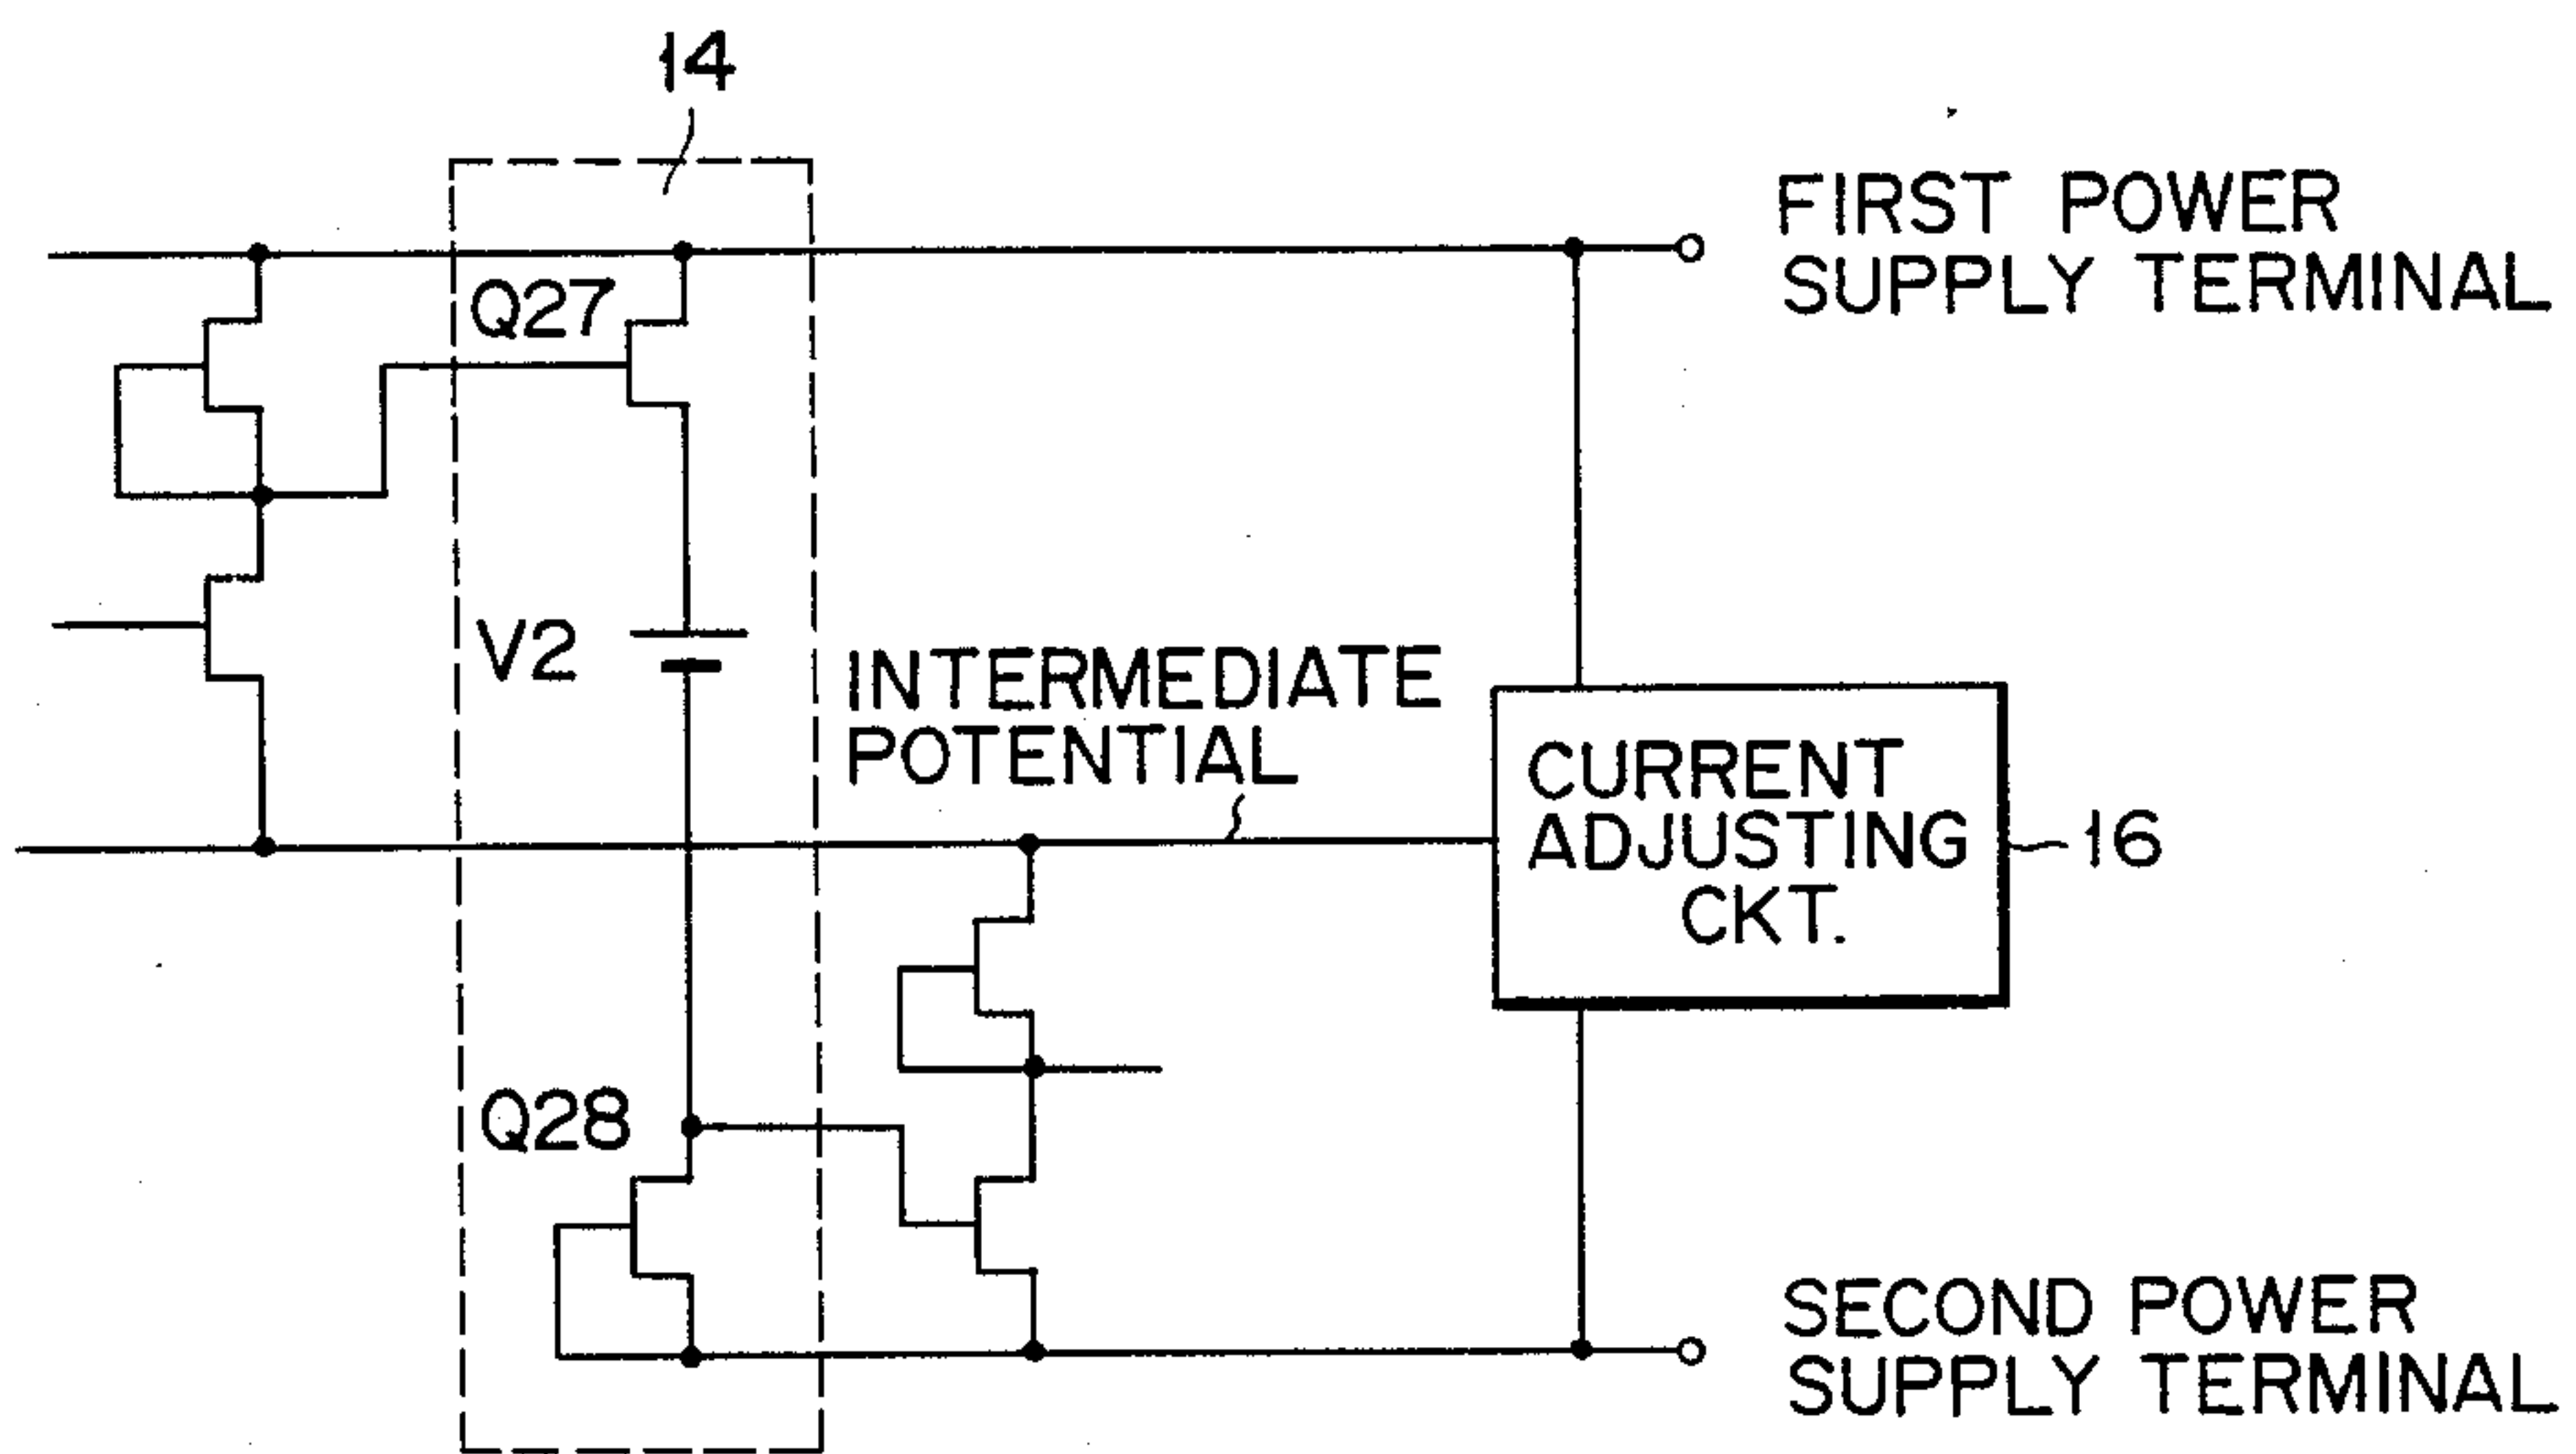 14
FIRST POWER
SUPPLY TERMINAL
Q27
V2
INTERMEDIATE
POTENTIAL
CURRENT
ADJUSTING
CKT.
16
Q28
SECOND POWER
SUPPLY TERMINAL